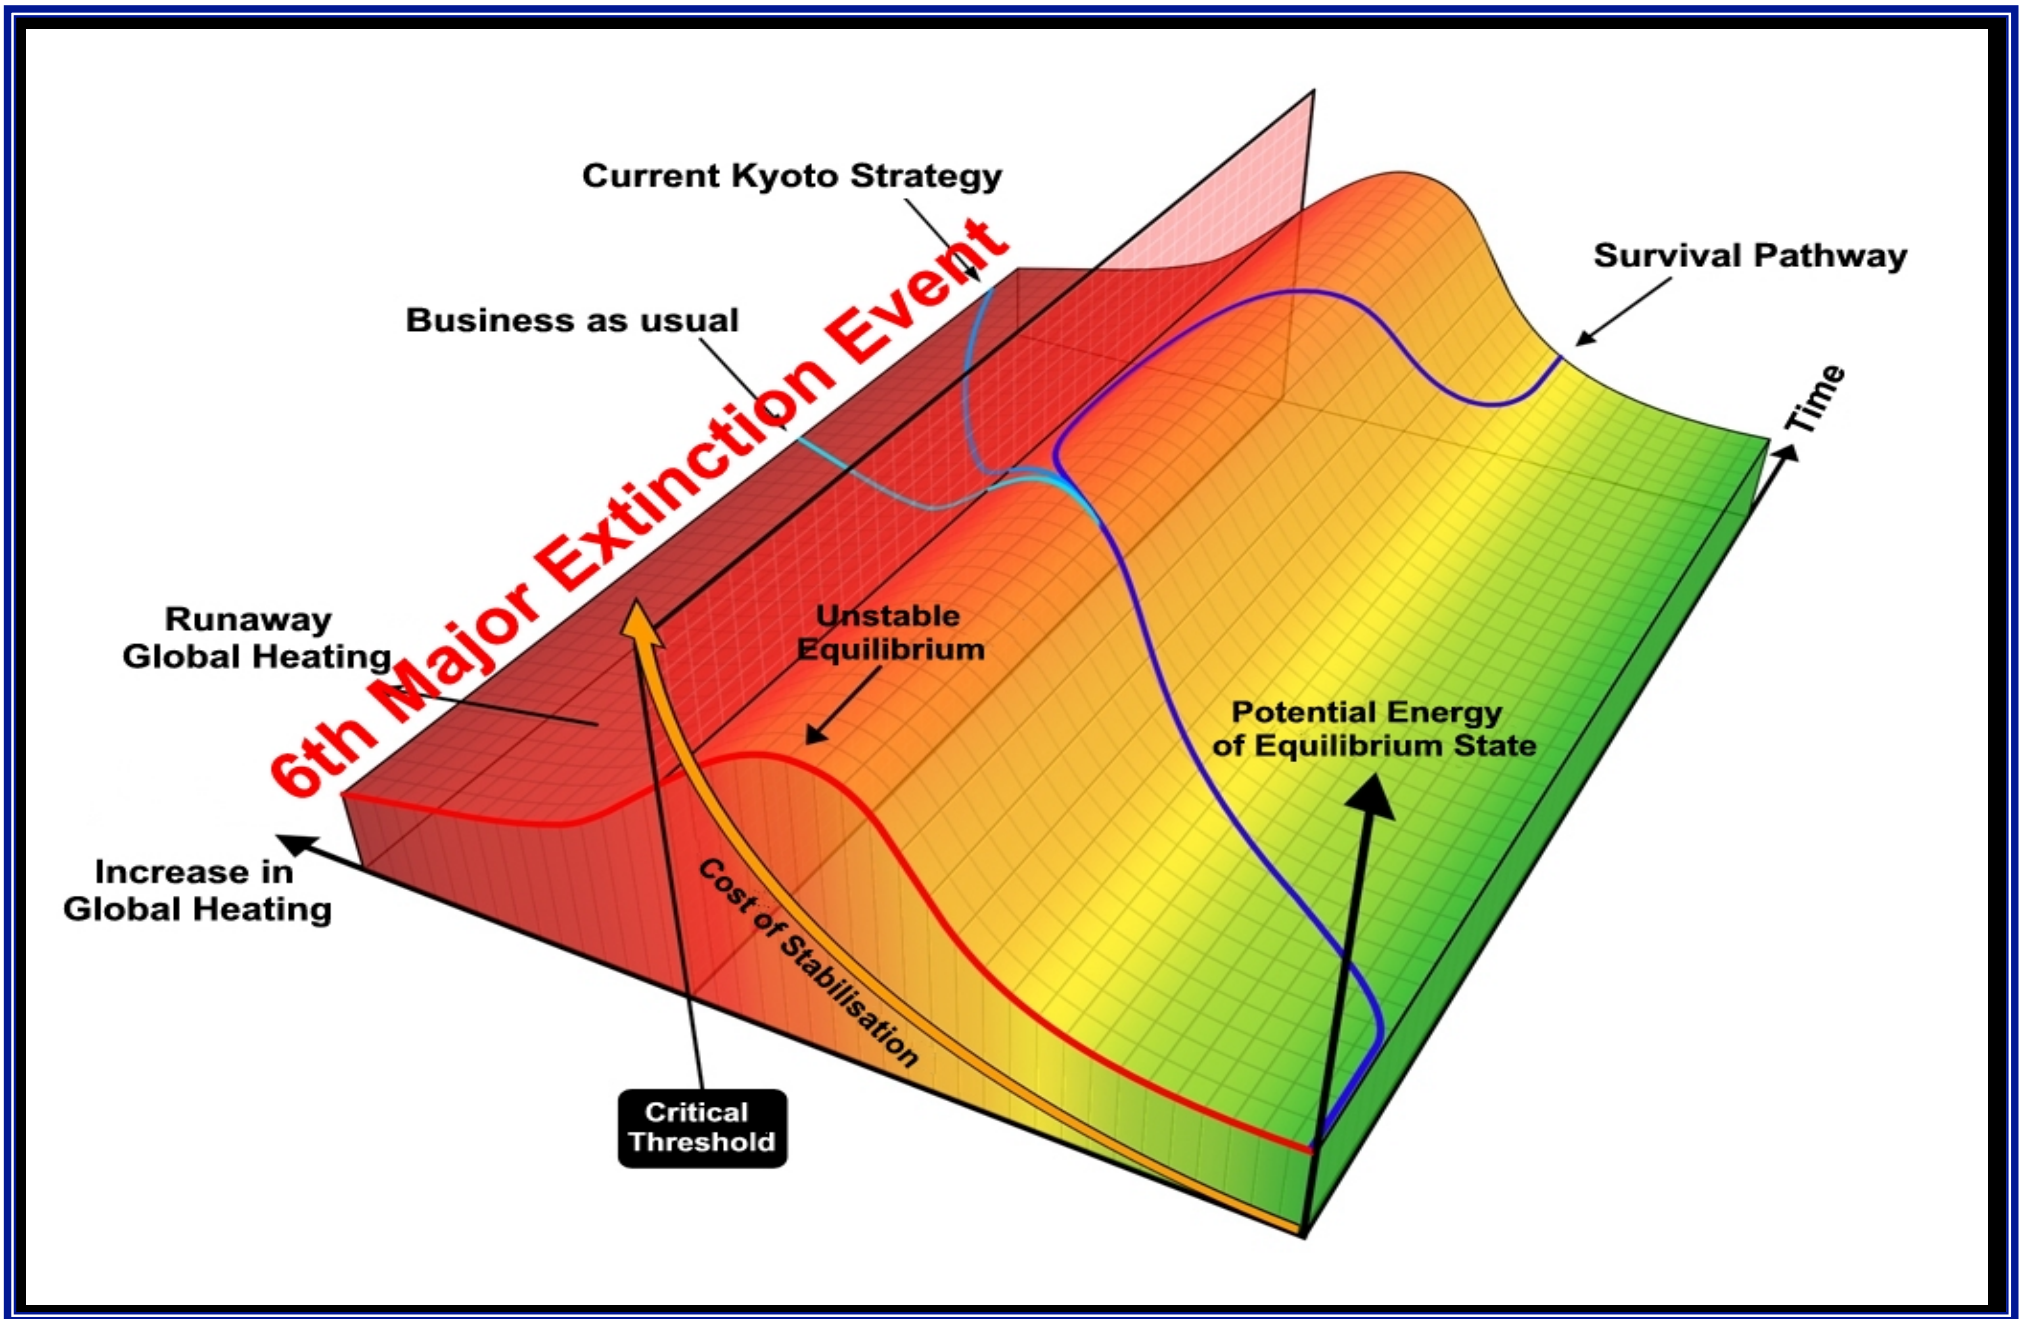 Current Kyoto Strategy
Survival Pathway
Business as usual
6th Major Extinction Event
Time
Runaway
Global Heating
Unstable
Equilibrium
Potential Energy
of Equilibrium State
Increase in
Global Heating
Cost of Stabilisation
Critical
Threshold